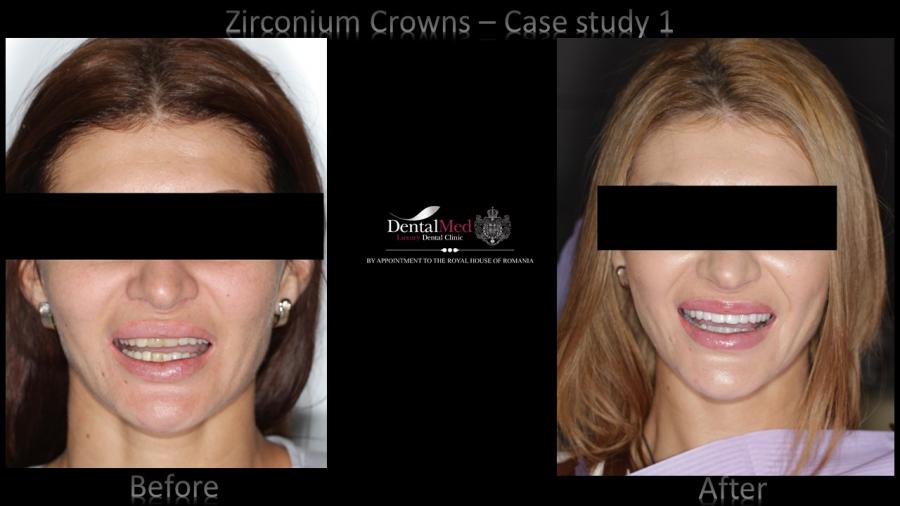 Zirconium Crowns – Case study 1
DentalMed
Luxury Dental Clinic
BY APPOINTMENT TO THE ROYAL HOUSE OF ROMANIA
Before
After